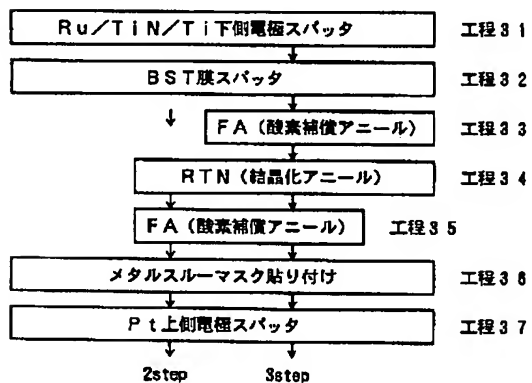 Ru/TiN/Ti下側電極スパッタ 工程31
BST膜スパッタ 工程32
FA(酸素補償アニール) 工程33
RTN(結晶化アニール) 工程34
FA(酸素補償アニール) 工程35
メタルスルーマスク貼り付け 工程36
Pt上側電極スパッタ 工程37
2step 3step